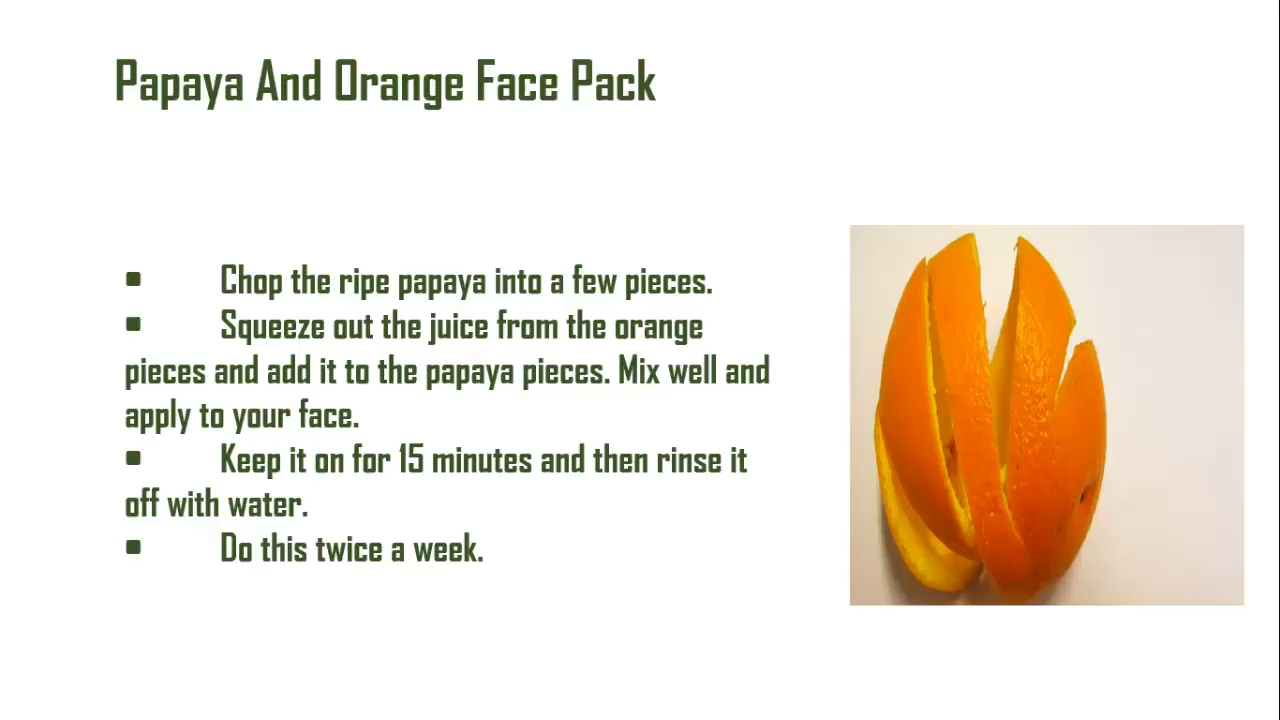 Papaya And Orange Face Pack
▪ Chop the ripe papaya into a few pieces.
▪ Squeeze out the juice from the orange
pieces and add it to the papaya pieces. Mix well and
apply to your face.
▪ Keep it on for 15 minutes and then rinse it
off with water.
▪ Do this twice a week.